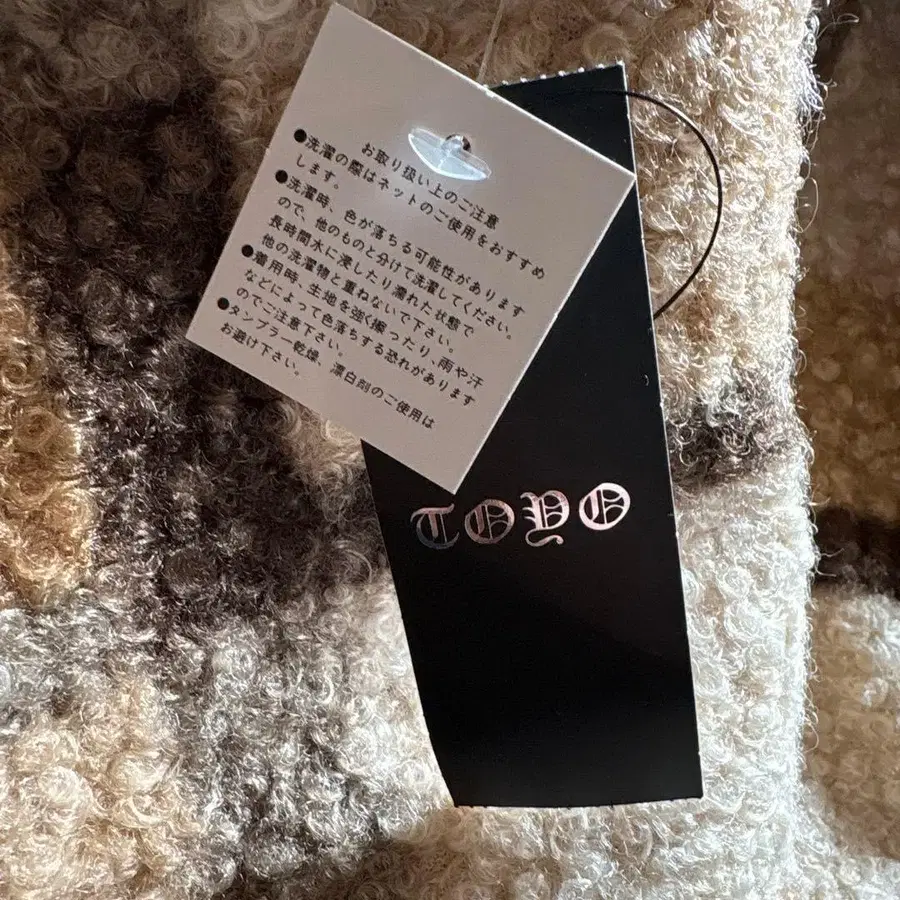 お取り扱い上のご注意
●洗濯の際はネットのご使用をおすすめ
します。
●洗濯時、色が落ちる可能性があります
ので、他のものと分けて洗濯してください。
長時間水に浸したり濡れた状態で
他の洗濯物と重ねないで下さい。
●着用時、生地を強く擦ったり、雨や汗
などによって色落ちする恐れがあります
のでご注意下さい。
●タンブラー乾燥、漂白剤のご使用は
お避け下さい。
TOYO